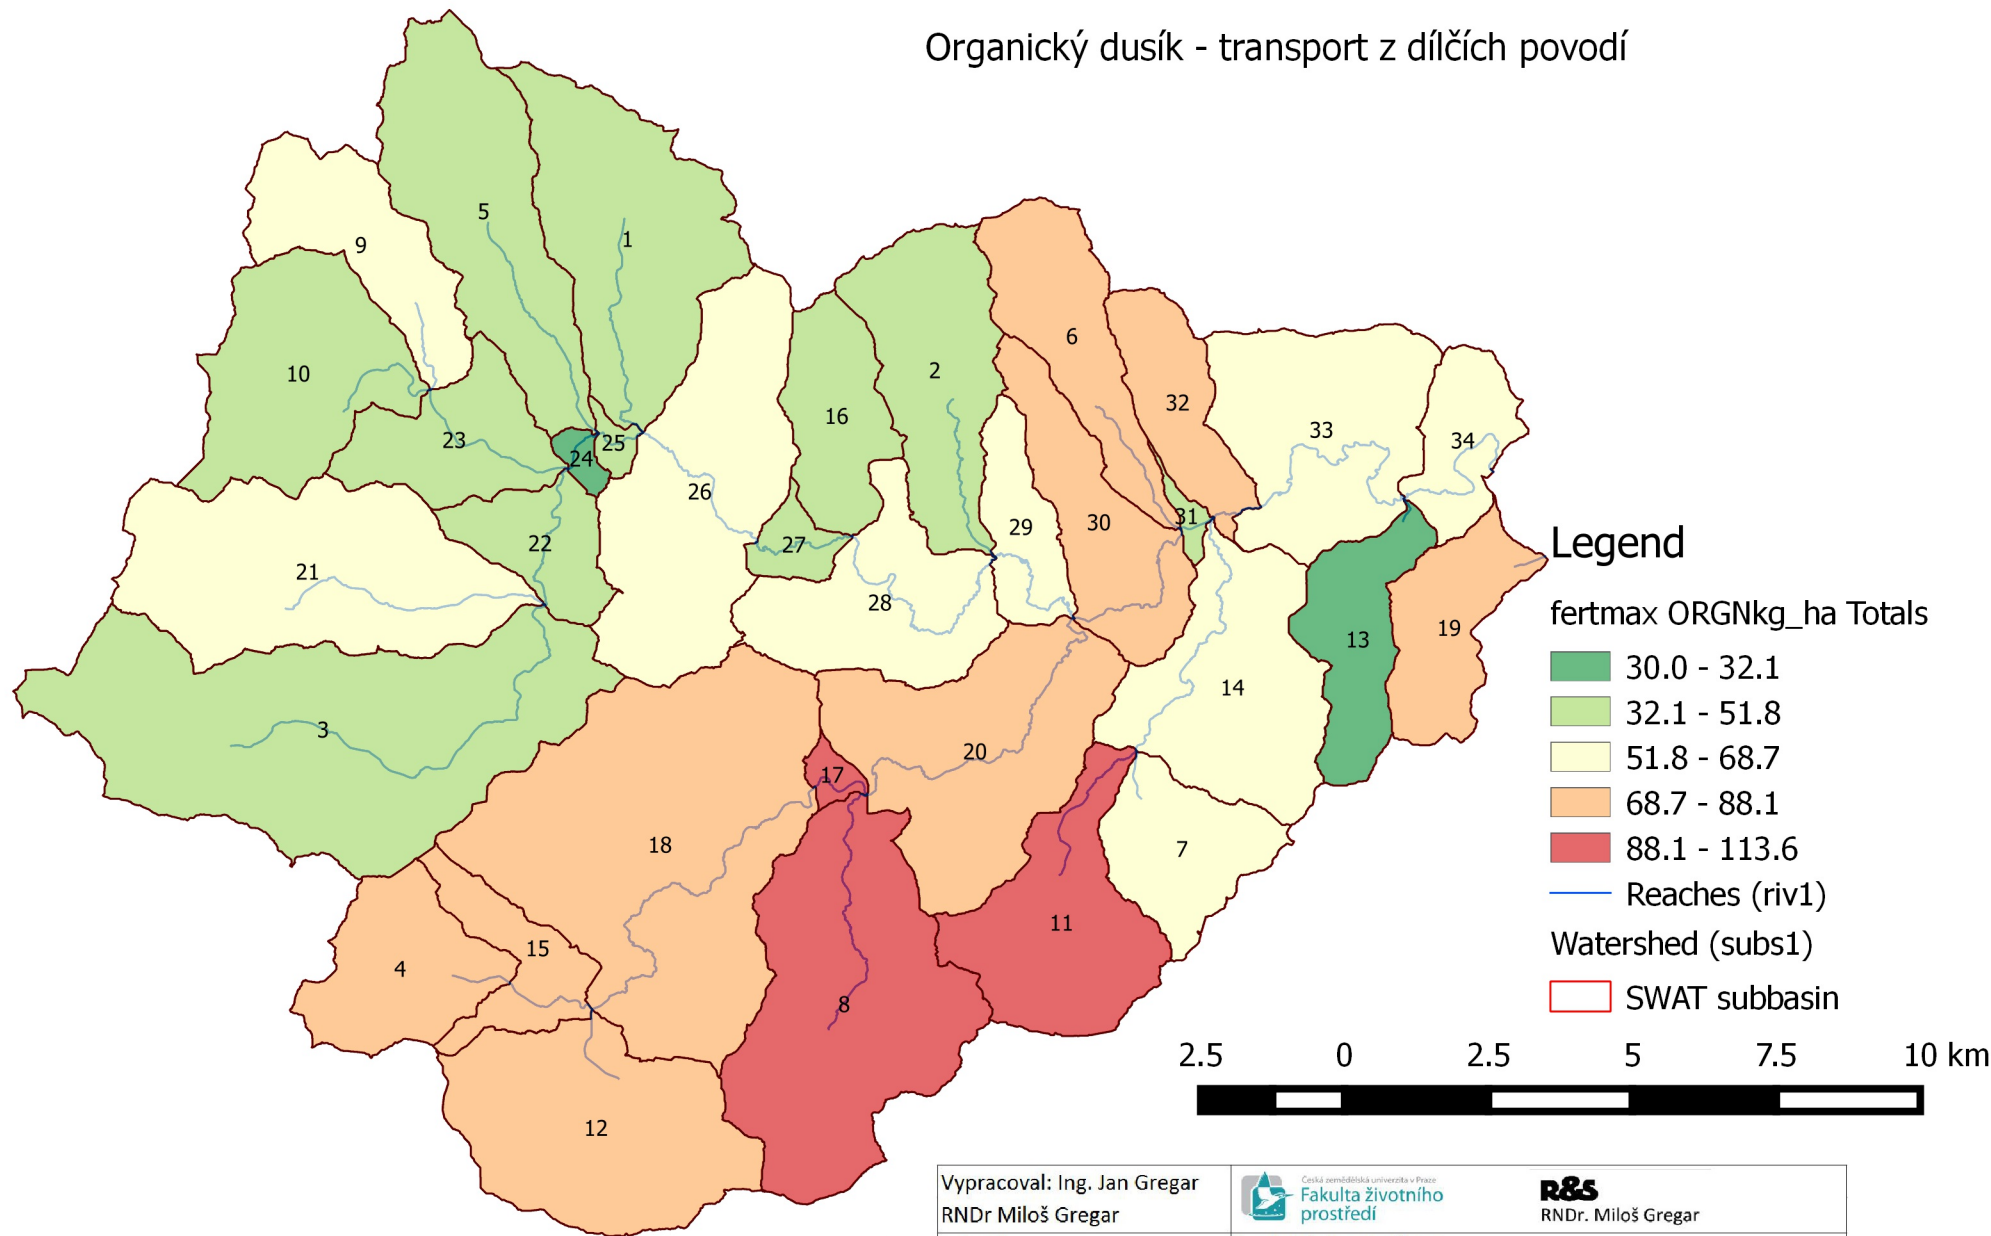 Organický dusík - transport z dílčích povodí
5
1
9
6
2
10
32
16
33
23
25
34
24
26
31
29
30
22
27
21
28
19
13
14
3
20
17
18
7
11
15
4
8
12
Legend
fertmax ORGNkg_ha Totals
30.0 - 32.1
32.1 - 51.8
51.8 - 68.7
68.7 - 88.1
88.1 - 113.6
Reaches (riv1)
Watershed (subs1)
SWAT subbasin
2.5 0 2.5 5 7.5 10 km
Vypracoval: Ing. Jan Gregar
RNDr Miloš Gregar
Česká zemědělská univerzita v Praze
Fakulta životního
prostředí
R&S
RNDr. Miloš Gregar